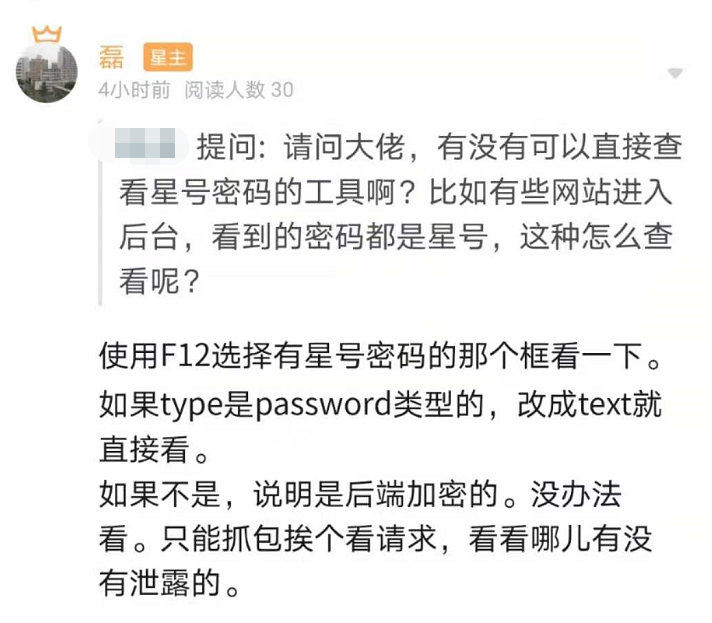 磊 星主
4小时前 阅读人数 30
提问：请问大佬，有没有可以直接查
看星号密码的工具啊？比如有些网站进入
后台，看到的密码都是星号，这种怎么查
看呢？
使用F12选择有星号密码的那个框看一下。
如果type是password类型的，改成text就
直接看。
如果不是，说明是后端加密的。没办法
看。只能抓包挨个看请求，看看哪儿有没
有泄露的。